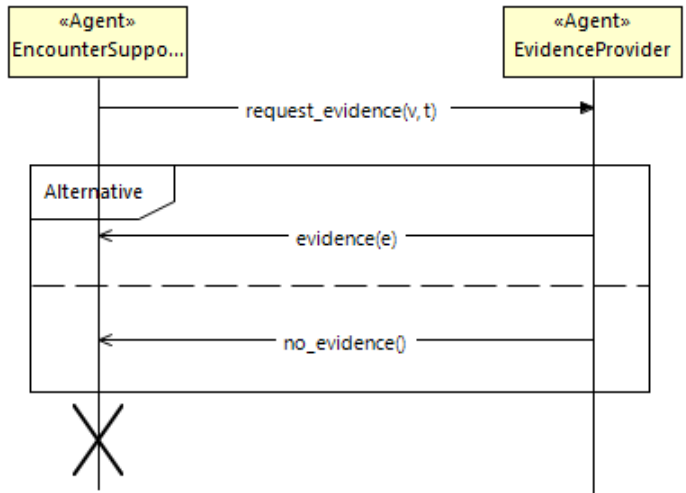 «Agent»
EncounterSuppo...
«Agent»
EvidenceProvider
request_evidence(v, t)
Alternative
evidence(e)
no_evidence()